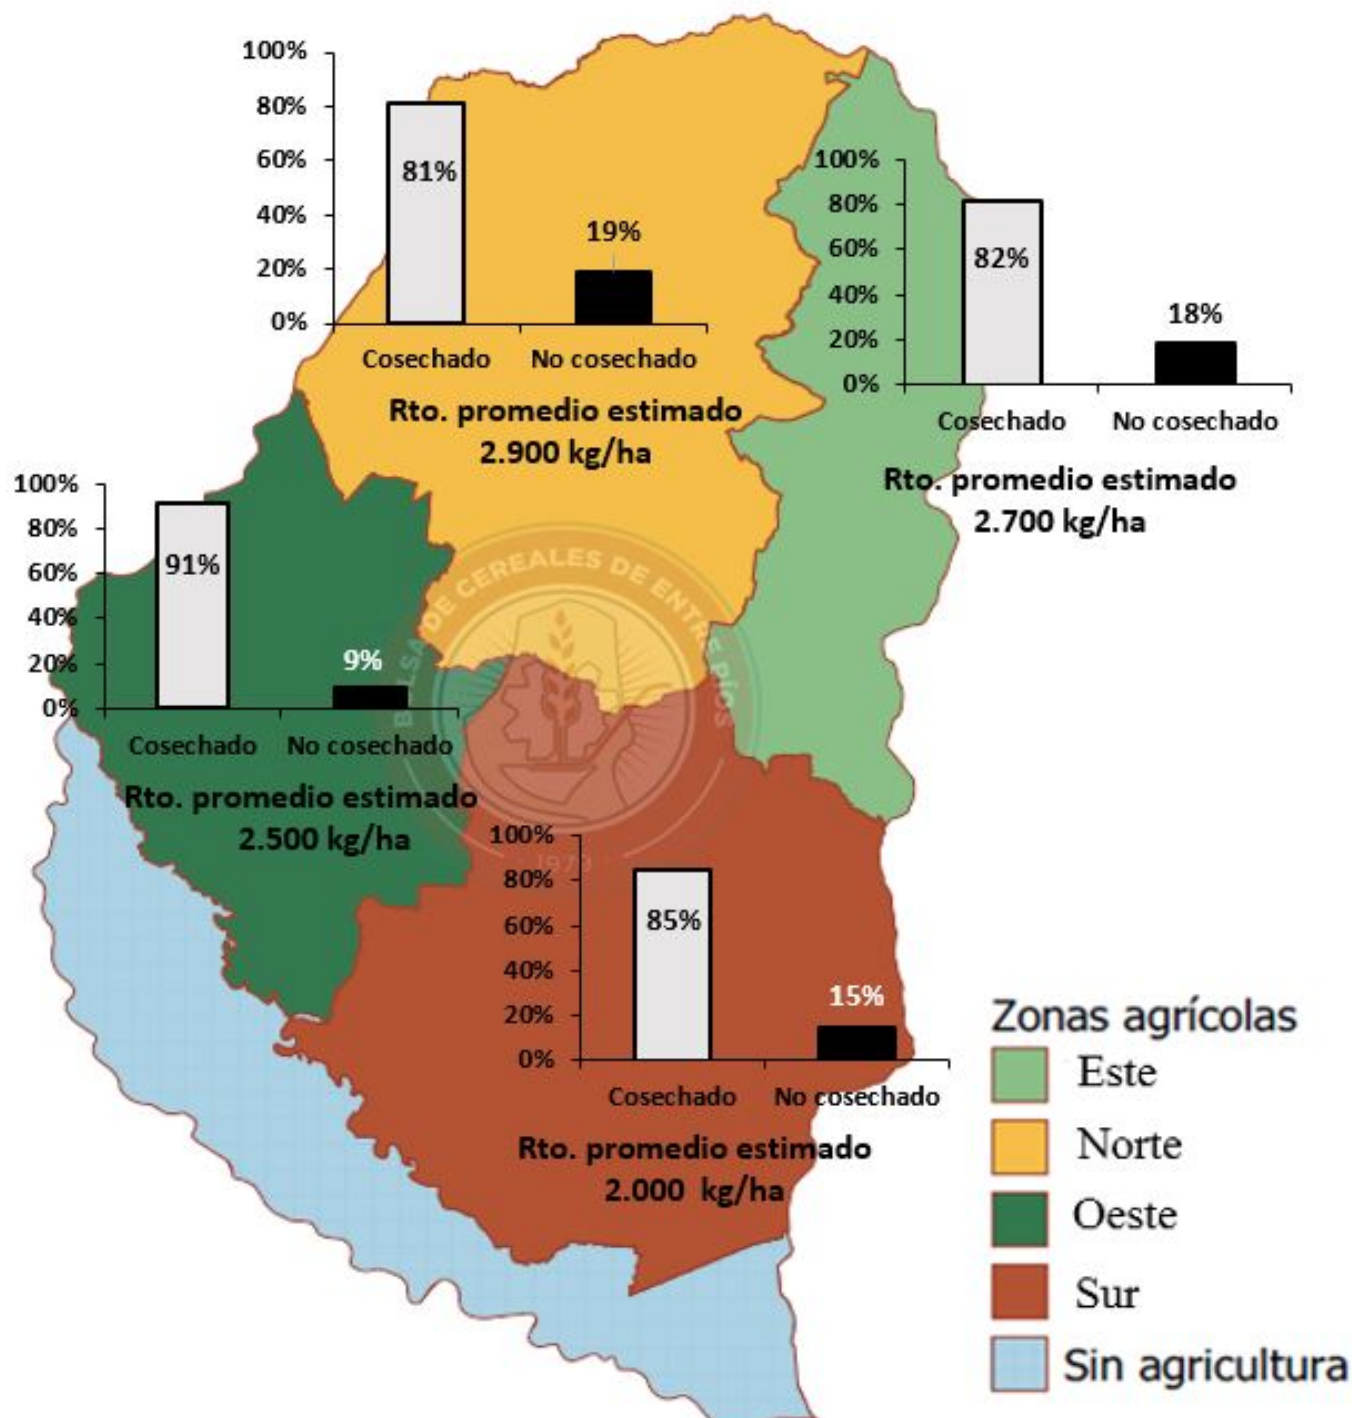 100%
80%
60%
40%
20%
0%
81%
19%
Cosechado No cosechado
Rto. promedio estimado
2.900 kg/ha
100%
80%
60%
40%
20%
0%
82%
18%
Cosechado No cosechado
Rto. promedio estimado
2.700 kg/ha
100%
80%
60%
40%
20%
0%
91%
9%
Cosechado No cosechado
Rto. promedio estimado
2.500 kg/ha
BOLSA DE CEREALES DE ENTRE RÍOS
1979
100%
80%
60%
40%
20%
0%
85%
15%
Cosechado No cosechado
Rto. promedio estimado
2.000 kg/ha
Zonas agrícolas
Este
Norte
Oeste
Sur
Sin agricultura